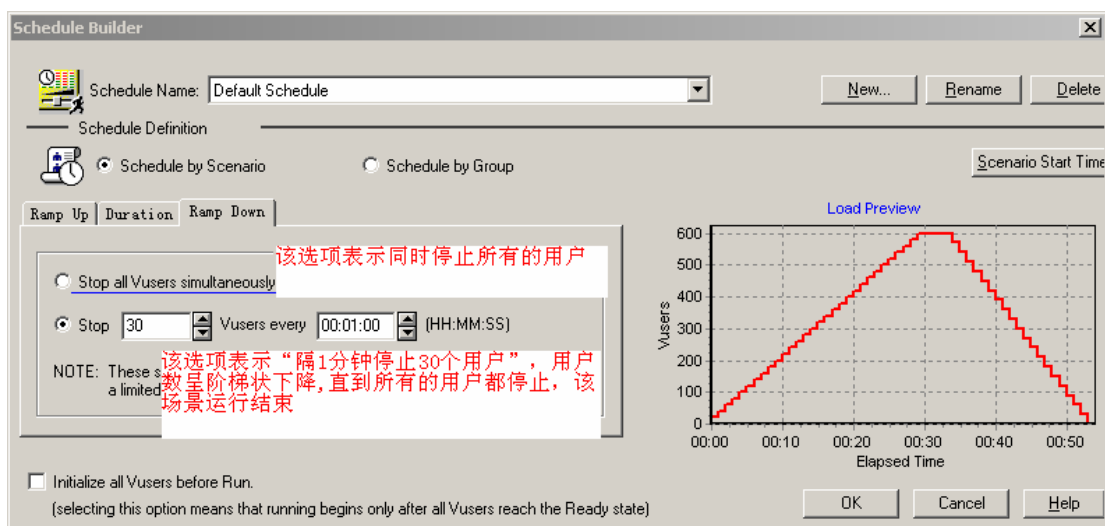 Schedule Builder
Schedule Name: Default Schedule
New... Rename Delete
Schedule Definition
Schedule by Scenario Schedule by Group
Scenario Start Time
Ramp Up Duration Ramp Down
该选项表示同时停止所有的用户
Stop all Vusers simultaneously
Stop 30 Vusers every 00:01:00 (HH:MM:SS)
NOTE: These s
a limited
该选项表示“隔1分钟停止30个用户”, 用户
数呈阶梯状下降,直到所有的用户都停止, 该
场景运行结束
Load Preview
Vusers
600
500
400
300
200
100
0
00:00 00:10 00:20 00:30 00:40 00:50
Elapsed Time
Initialize all Vusers before Run.
(selecting this option means that running begins only after all Vusers reach the Ready state)
OK Cancel Help